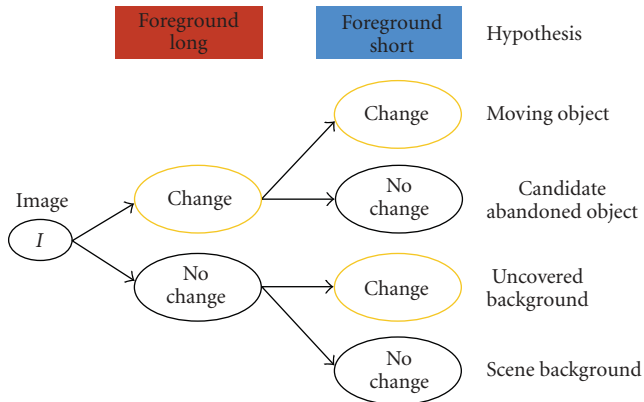 Foreground
long
Foreground
short
Hypothesis
Change
Moving object
Image
I
Change
No
change
Candidate
abandoned object
No
change
Change
Uncovered
background
No
change
Scene background